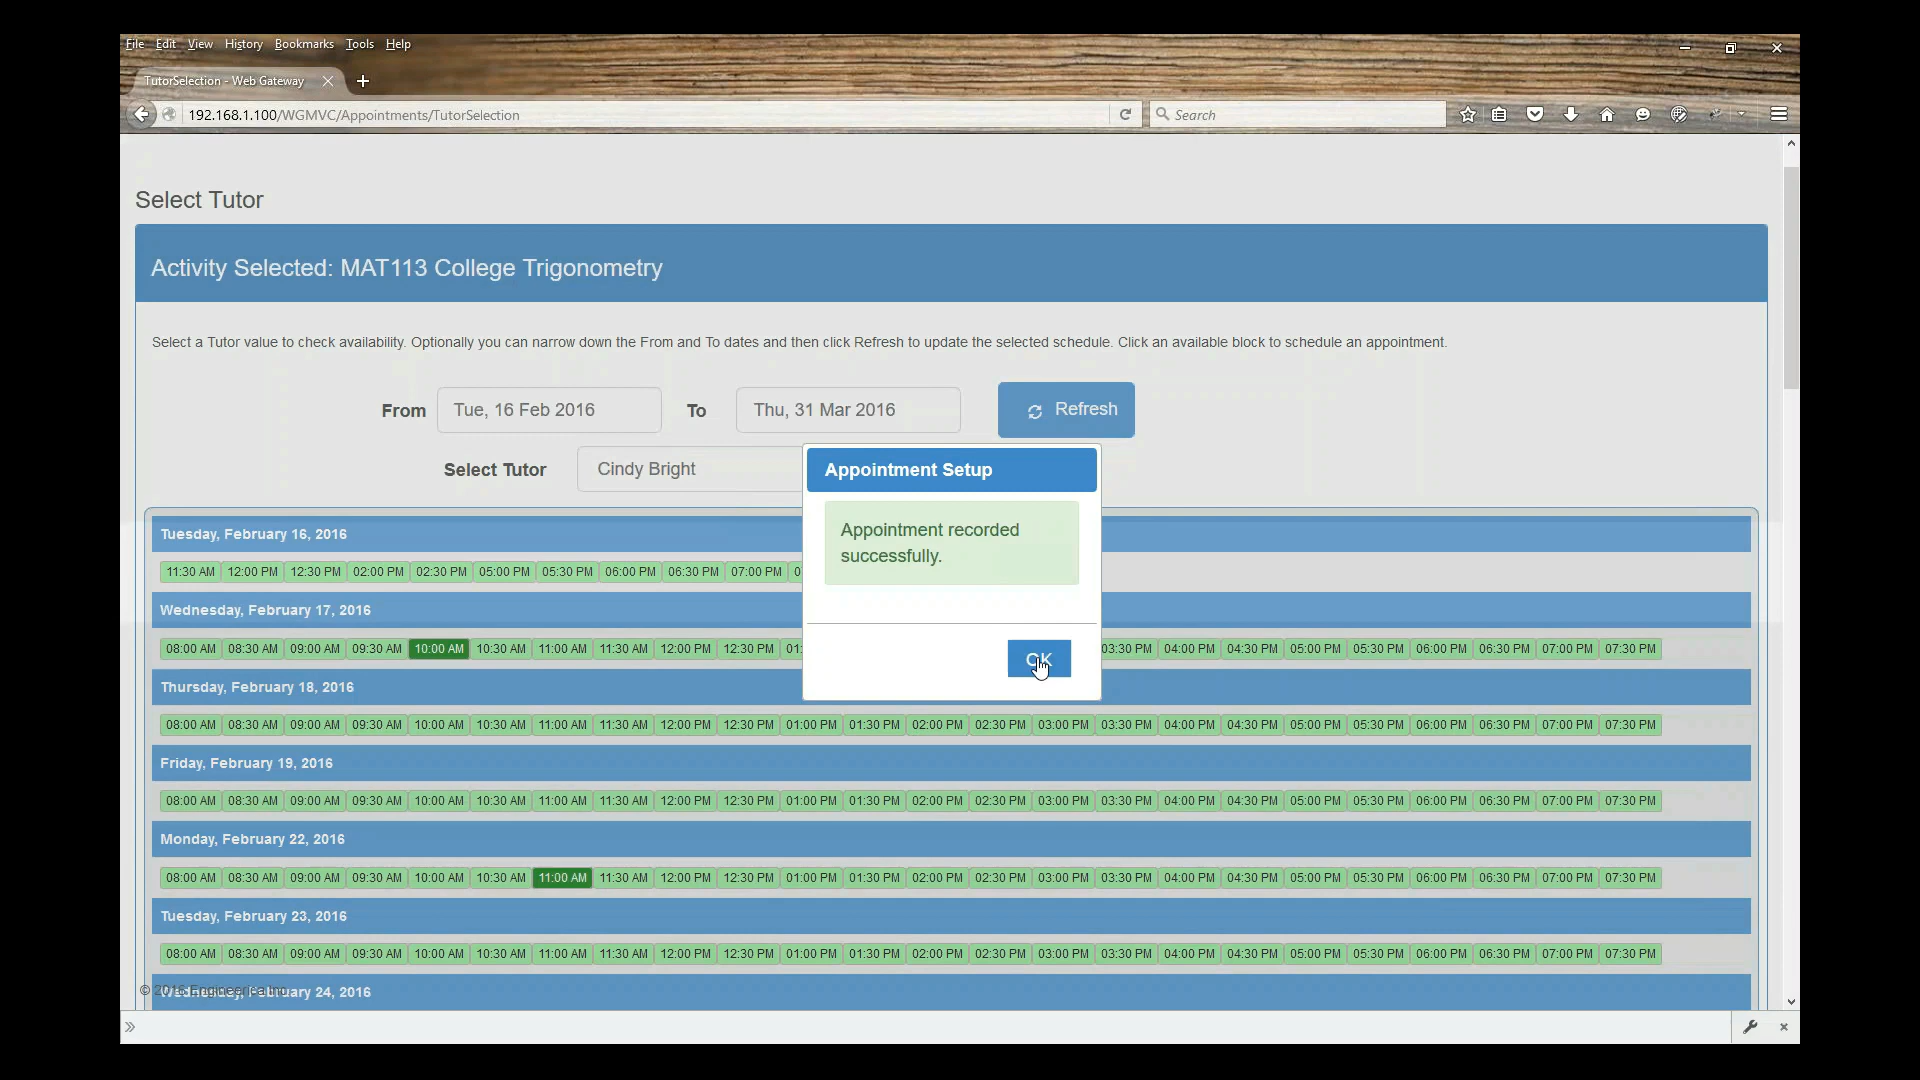 File Edit View History Bookmarks Tools Help
TutorSelection - Web Gateway
192.168.1.100/WGMVC/Appointments/TutorSelection
Search
Select Tutor
Activity Selected: MAT113 College Trigonometry
Select a Tutor value to check availability. Optionally you can narrow down the From and To dates and then click Refresh to update the selected schedule. Click an available block to schedule an appointment.
From Tue, 16 Feb 2016 To Thu, 31 Mar 2016 Refresh
Select Tutor Cindy Bright
Appointment Setup
Appointment recorded
successfully.
OK
Tuesday, February 16, 2016
11:30 AM 12:00 PM 12:30 PM 02:00 PM 02:30 PM 05:00 PM 05:30 PM 06:00 PM 06:30 PM 07:00 PM 0
Wednesday, February 17, 2016
08:00 AM 08:30 AM 09:00 AM 09:30 AM 10:00 AM 10:30 AM 11:00 AM 11:30 AM 12:00 PM 12:30 PM 01: 03:30 PM 04:00 PM 04:30 PM 05:00 PM 05:30 PM 06:00 PM 06:30 PM 07:00 PM 07:30 PM
Thursday, February 18, 2016
08:00 AM 08:30 AM 09:00 AM 09:30 AM 10:00 AM 10:30 AM 11:00 AM 11:30 AM 12:00 PM 12:30 PM 01:00 PM 01:30 PM 02:00 PM 02:30 PM 03:00 PM 03:30 PM 04:00 PM 04:30 PM 05:00 PM 05:30 PM 06:00 PM 06:30 PM 07:00 PM 07:30 PM
Friday, February 19, 2016
08:00 AM 08:30 AM 09:00 AM 09:30 AM 10:00 AM 10:30 AM 11:00 AM 11:30 AM 12:00 PM 12:30 PM 01:00 PM 01:30 PM 02:00 PM 02:30 PM 03:00 PM 03:30 PM 04:00 PM 04:30 PM 05:00 PM 05:30 PM 06:00 PM 06:30 PM 07:00 PM 07:30 PM
Monday, February 22, 2016
08:00 AM 08:30 AM 09:00 AM 09:30 AM 10:00 AM 10:30 AM 11:00 AM 11:30 AM 12:00 PM 12:30 PM 01:00 PM 01:30 PM 02:00 PM 02:30 PM 03:00 PM 03:30 PM 04:00 PM 04:30 PM 05:00 PM 05:30 PM 06:00 PM 06:30 PM 07:00 PM 07:30 PM
Tuesday, February 23, 2016
08:00 AM 08:30 AM 09:00 AM 09:30 AM 10:00 AM 10:30 AM 11:00 AM 11:30 AM 12:00 PM 12:30 PM 01:00 PM 01:30 PM 02:00 PM 02:30 PM 03:00 PM 03:30 PM 04:00 PM 04:30 PM 05:00 PM 05:30 PM 06:00 PM 06:30 PM 07:00 PM 07:30 PM
Wednesday, February 24, 2016